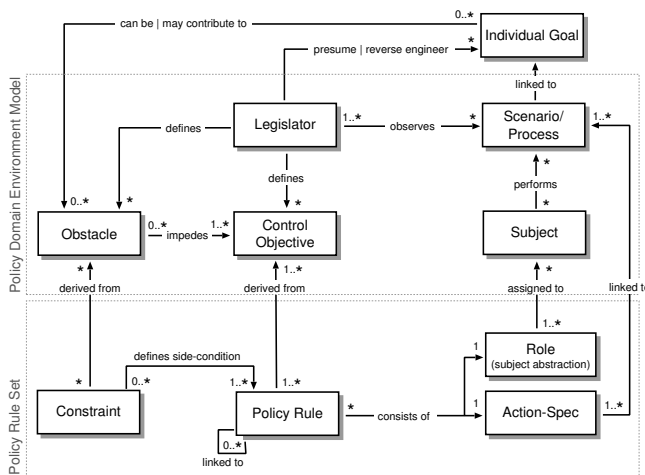 can be | may contribute to
0..*
Individual Goal
presume | reverse engineer
*
linked to
Policy Domain Environment Model
Legislator
1..*
observes
*
Scenario/
Process
1..*
defines
*
defines
*
performs
*
0..*
*
Obstacle
0..*
impedes
1..*
Control
Objective
Subject
*
derived from
1..*
derived from
*
assigned to
linked to
Policy Rule Set
defines side-condition
1..*
1
Role
(subject abstraction)
*
0..*
1..*
1..*
Constraint
Policy Rule
*
consists of
1
Action-Spec
1..*
0..*
linked to